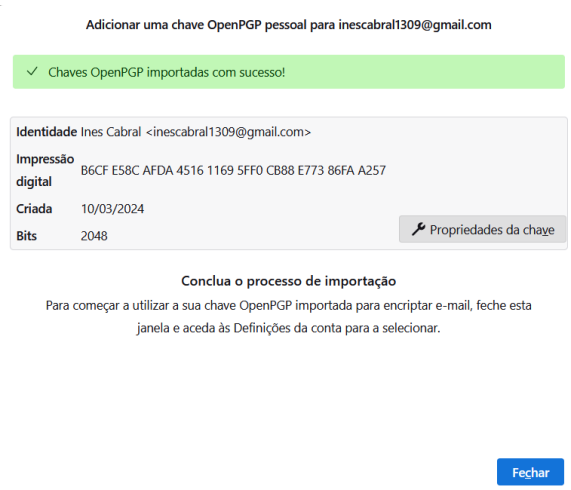 Adicionar uma chave OpenPGP pessoal para inescabral1309@gmail.com
✓ Chaves OpenPGP importadas com sucesso!
Identidade Ines Cabral <inescabral1309@gmail.com>
Impressão digital B6CF E58C AFDA 4516 1169 5FF0 CB88 E773 86FA A257
Criada 10/03/2024
Bits 2048
Propriedades da chave
Conclua o processo de importação
Para começar a utilizar a sua chave OpenPGP importada para encriptar e-mail, feche esta
janela e aceda às Definições da conta para a selecionar.
Fechar